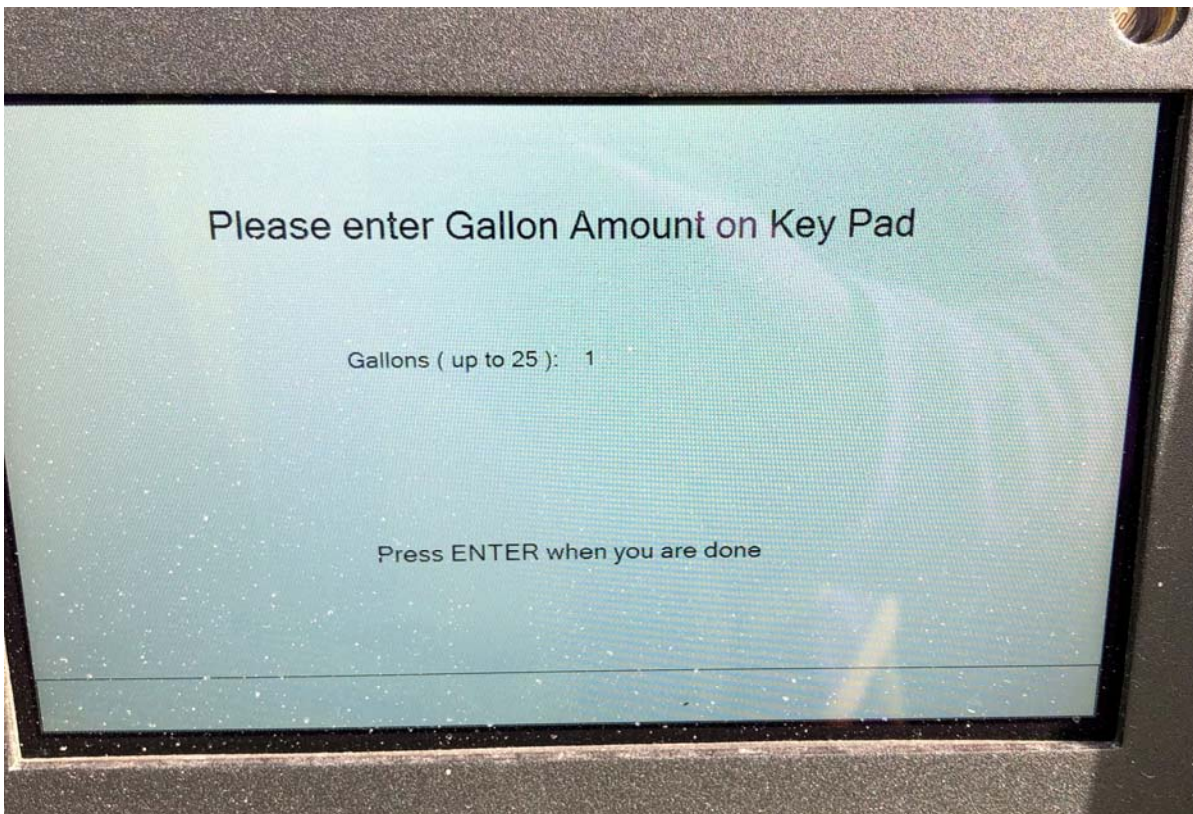 Please enter Gallon Amount on Key Pad
Gallons ( up to 25 ): 1
Press ENTER when you are done